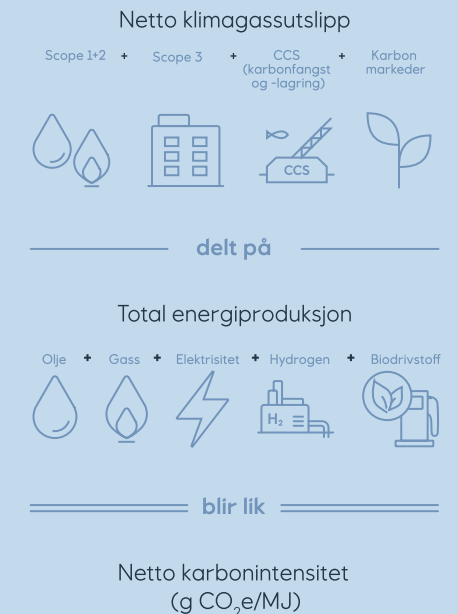 Netto klimagassutslipp
Scope 1+2 + Scope 3 + CCS (karbonfangst og -lagring) + Karbon markeder
CCS
delt på
Total energiproduksjon
Olje + Gass + Elektrisitet + Hydrogen + Biodrivstoff
H₂
blir lik
Netto karbonintensitet
(g CO₂e/MJ)